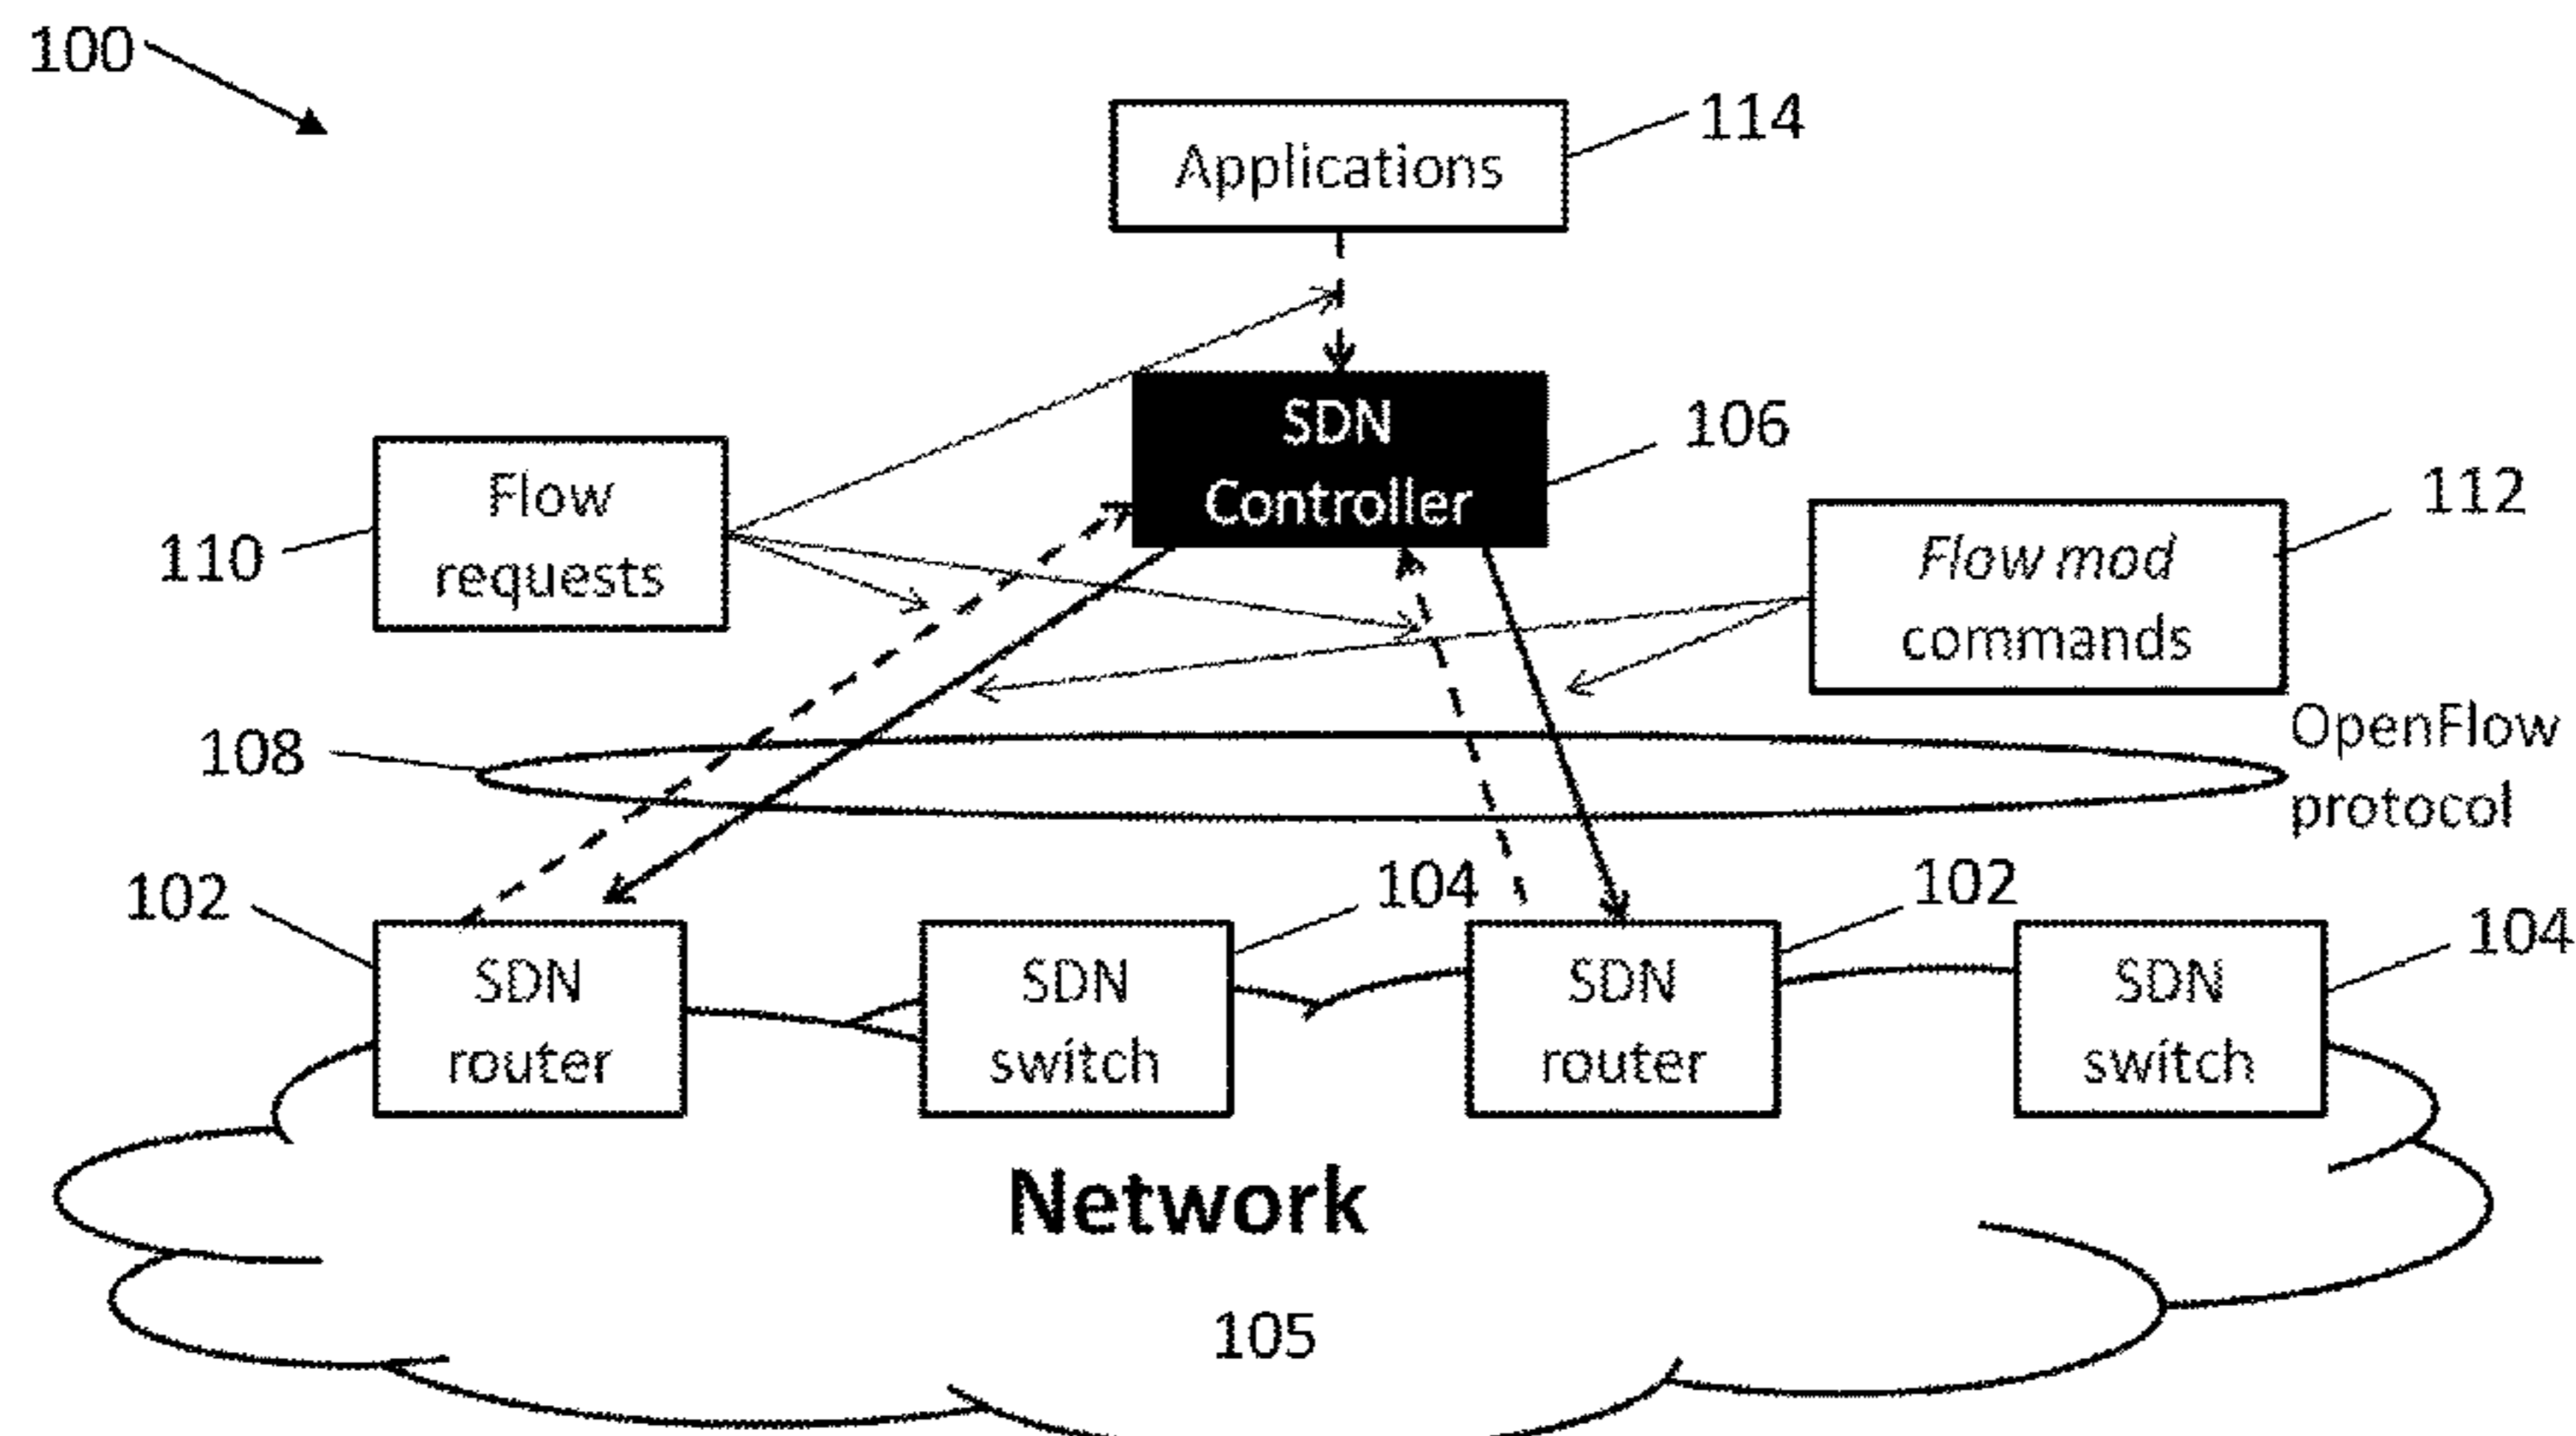 100
114
Applications
SDN
Controller
106
Flow
requests
110
112
Flow mod
commands
108
OpenFlow
protocol
102
104
102
104
SDN
router
SDN
switch
SDN
router
SDN
switch
Network
105